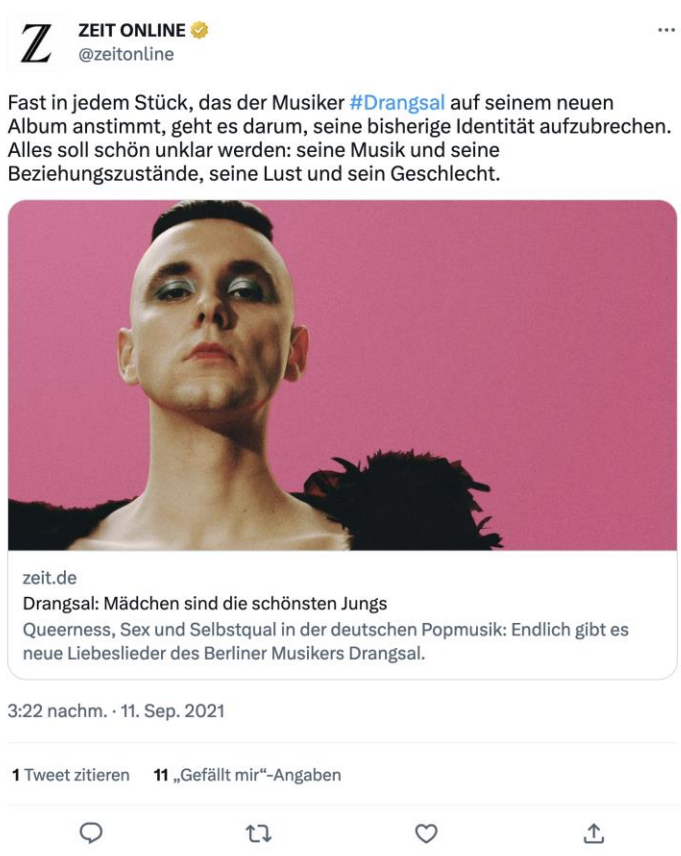 ZEIT ONLINE
@zeitonline
Fast in jedem Stück, das der Musiker #Drangsal auf seinem neuen
Album anstimmt, geht es darum, seine bisherige Identität aufzubrechen.
Alles soll schön unklar werden: seine Musik und seine
Beziehungszustände, seine Lust und sein Geschlecht.
zeit.de
Drangsal: Mädchen sind die schönsten Jungs
Queerness, Sex und Selbstqual in der deutschen Popmusik: Endlich gibt es
neue Liebeslieder des Berliner Musikers Drangsal.
3:22 nachm. · 11. Sep. 2021
1 Tweet zitieren 11 „Gefällt mir“-Angaben